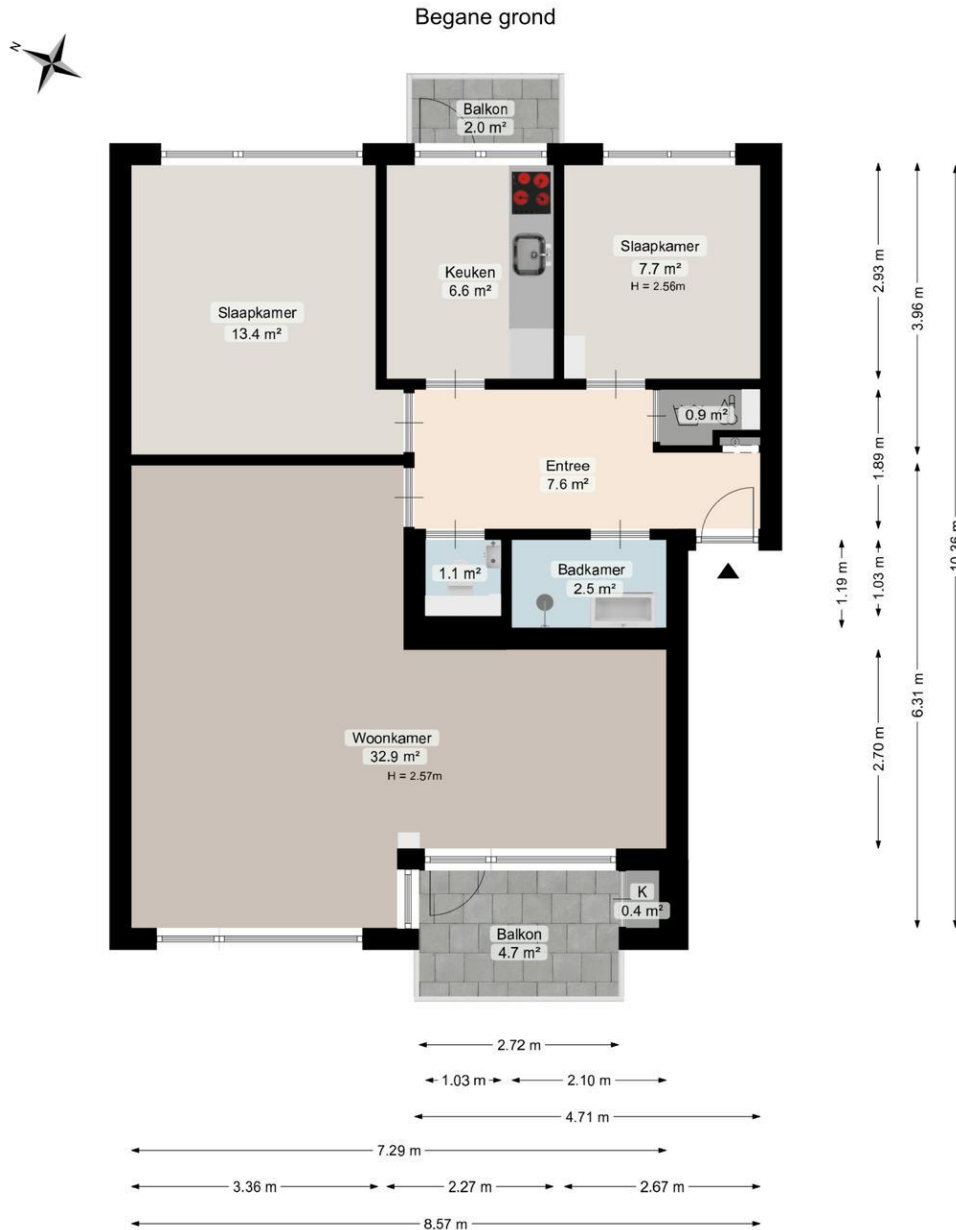 Begane grond
N
Balkon
2.0 m²
Slaapkamer
7.7 m²
H = 2.56m
Keuken
6.6 m²
Slaapkamer
13.4 m²
0.9 m²
Entree
7.6 m²
1.1 m²
Badkamer
2.5 m²
Woonkamer
32.9 m²
H = 2.57m
K
0.4 m²
Balkon
4.7 m²
2.93 m
3.96 m
1.89 m
10.36 m
1.19 m
1.03 m
6.31 m
2.70 m
2.72 m
1.03 m
2.10 m
4.71 m
7.29 m
3.36 m
2.27 m
2.67 m
8.57 m